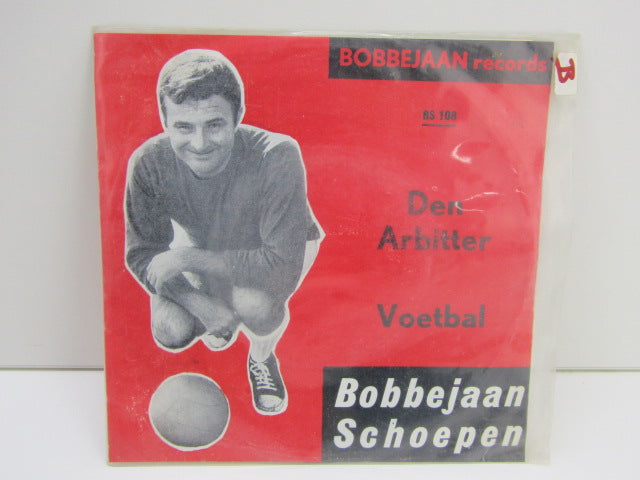 BOBBEJAAN records
B
BS 108
Den
Arbitter
Voetbal
Bobbejaan
Schoepen